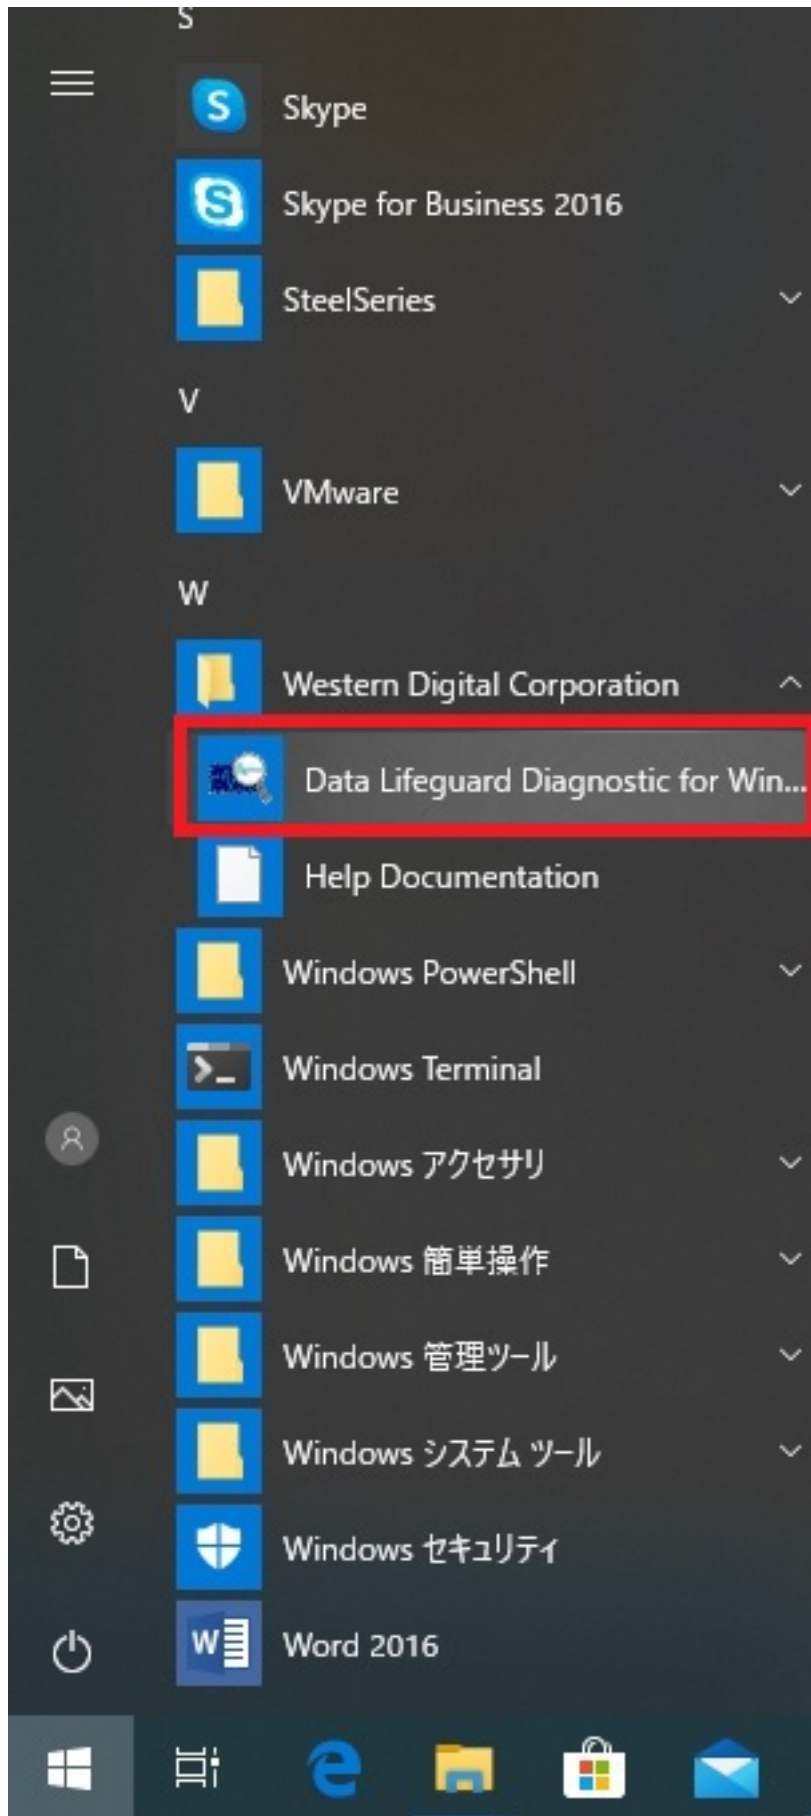 S
Skype
Skype for Business 2016
SteelSeries
V
VMware
W
Western Digital Corporation
Data Lifeguard Diagnostic for Win...
Help Documentation
Windows PowerShell
Windows Terminal
Windows アクセサリ
Windows 簡単操作
Windows 管理ツール
Windows システム ツール
Windows セキュリティ
Word 2016